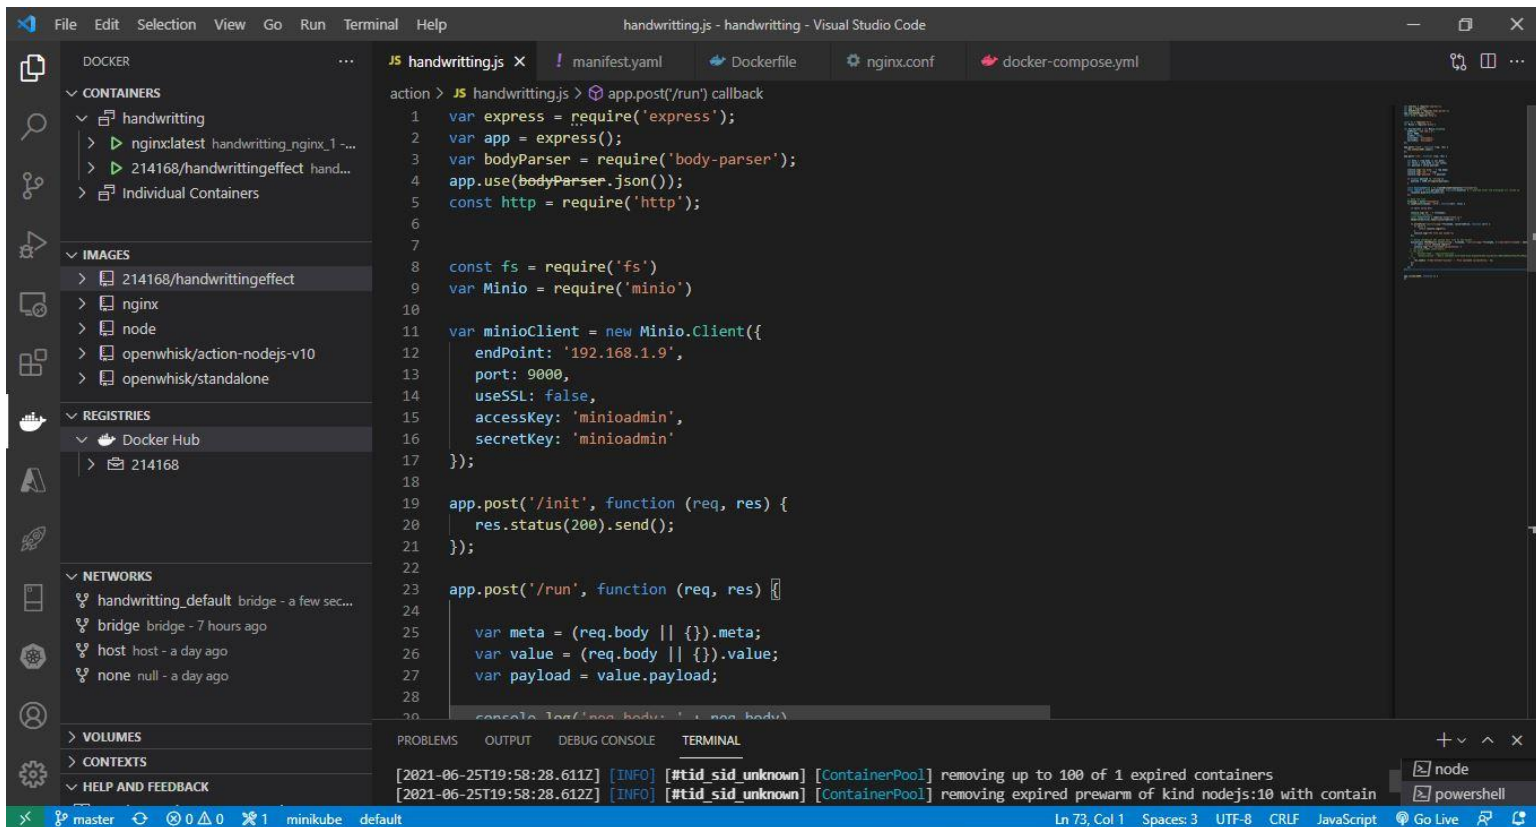 File Edit Selection View Go Run Terminal Help
handwritting.js - handwritting - Visual Studio Code
DOCKER
CONTAINERS
handwritting
nginx:latest handwritting_nginx_1 -...
214168/handwrittingeffect hand...
Individual Containers
IMAGES
214168/handwrittingeffect
nginx
node
openwhisk/action-nodejs-v10
openwhisk/standalone
REGISTRIES
Docker Hub
214168
NETWORKS
handwritting_default bridge - a few sec...
bridge bridge - 7 hours ago
host host - a day ago
none null - a day ago
VOLUMES
CONTEXTS
HELP AND FEEDBACK
JS handwritting.js × ! manifest.yaml Dockerfile nginx.conf docker-compose.yml
action > JS handwritting.js > app.post('/run') callback
1 var express = require('express');
2 var app = express();
3 var bodyParser = require('body-parser');
4 app.use(bodyParser.json());
5 const http = require('http');
6
7
8 const fs = require('fs')
9 var Minio = require('minio')
10
11 var minioClient = new Minio.Client({
12 endPoint: '192.168.1.9',
13 port: 9000,
14 useSSL: false,
15 accessKey: 'minioadmin',
16 secretKey: 'minioadmin'
17 });
18
19 app.post('/init', function (req, res) {
20 res.status(200).send();
21 });
22
23 app.post('/run', function (req, res) {
24
25 var meta = (req.body || {}).meta;
26 var value = (req.body || {}).value;
27 var payload = value.payload;
28
29 console.log('req.body: ' + req.body)
PROBLEMS OUTPUT DEBUG CONSOLE TERMINAL
[2021-06-25T19:58:28.611Z] [INFO] [#tid_sid_unknown] [ContainerPool] removing up to 100 of 1 expired containers
[2021-06-25T19:58:28.612Z] [INFO] [#tid_sid_unknown] [ContainerPool] removing expired prewarm of kind nodejs:10 with contain
node
powershell
master 0 0 1 minikube default
Ln 73, Col 1 Spaces: 3 UTF-8 CRLF JavaScript Go Live